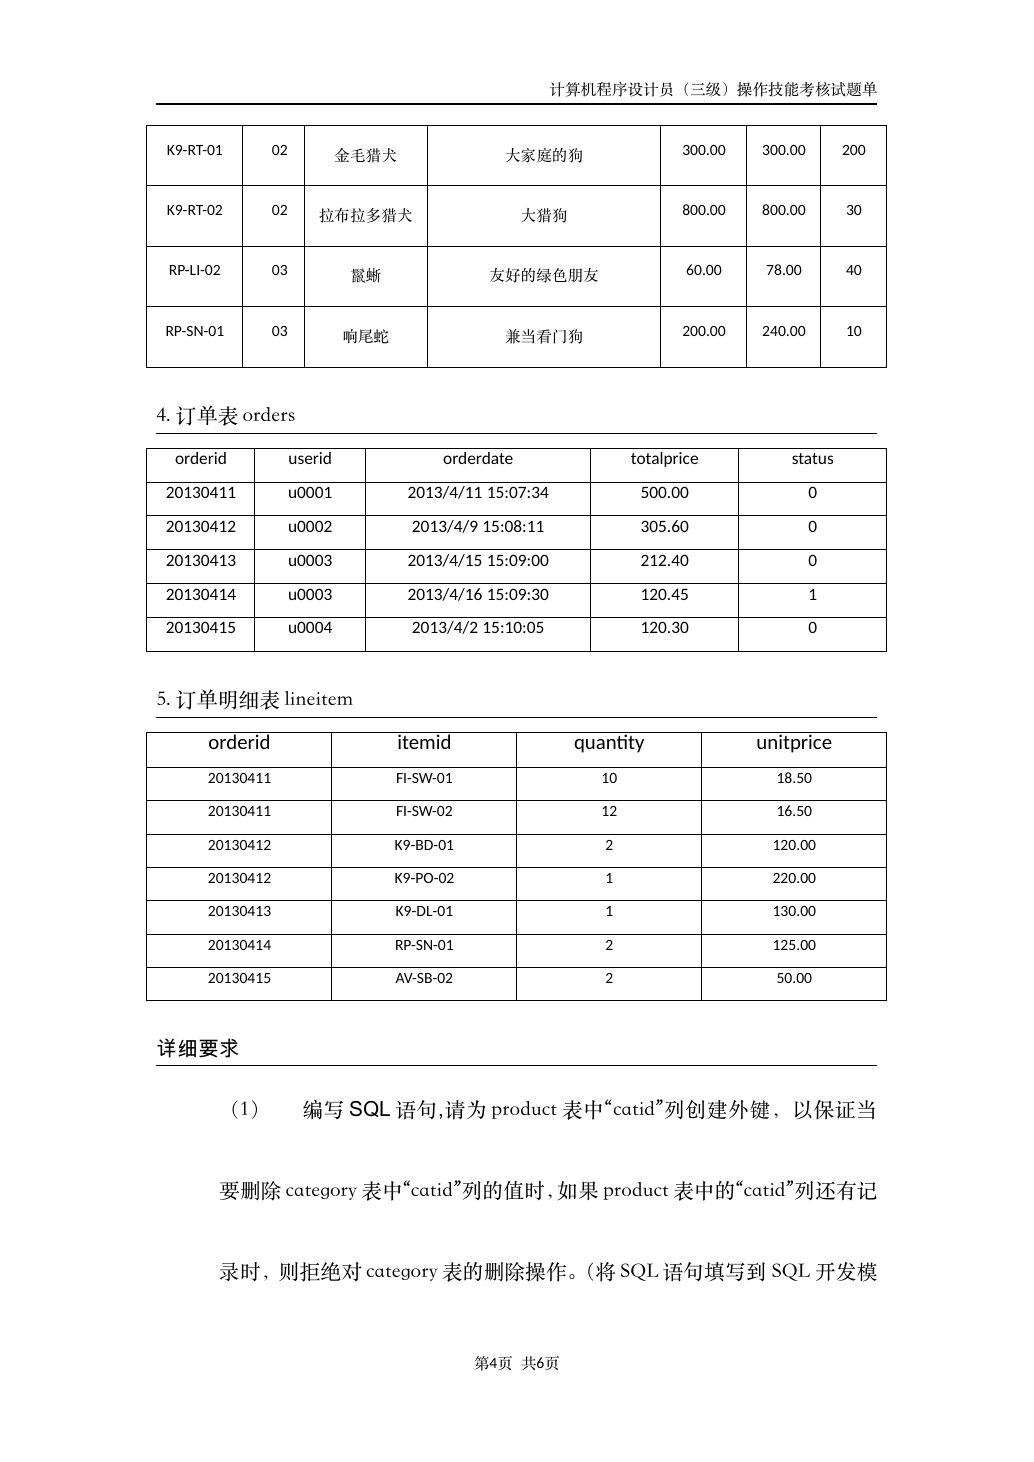 计算机程序设计员（三级）操作技能考核试题单
K9-RT-01 02 金毛猎犬 大家庭的狗 300.00 300.00 200
K9-RT-02 02 拉布拉多猎犬 大猎狗 800.00 800.00 30
RP-LI-02 03 鬣蜥 友好的绿色朋友 60.00 78.00 40
RP-SN-01 03 响尾蛇 兼当看门狗 200.00 240.00 10
4. 订单表 orders
orderid userid orderdate totalprice status
20130411 u0001 2013/4/11 15:07:34 500.00 0
20130412 u0002 2013/4/9 15:08:11 305.60 0
20130413 u0003 2013/4/15 15:09:00 212.40 0
20130414 u0003 2013/4/16 15:09:30 120.45 1
20130415 u0004 2013/4/2 15:10:05 120.30 0
5. 订单明细表 lineitem
orderid itemid quantity unitprice
20130411 FI-SW-01 10 18.50
20130411 FI-SW-02 12 16.50
20130412 K9-BD-01 2 120.00
20130412 K9-PO-02 1 220.00
20130413 K9-DL-01 1 130.00
20130414 RP-SN-01 2 125.00
20130415 AV-SB-02 2 50.00
详细要求
（1） 编写 SQL 语句,请为 product 表中“catid”列创建外键，以保证当
要删除 category 表中“catid”列的值时，如果 product 表中的“catid”列还有记
录时，则拒绝对 category 表的删除操作。（将 SQL 语句填写到 SQL 开发模
第4页 共6页